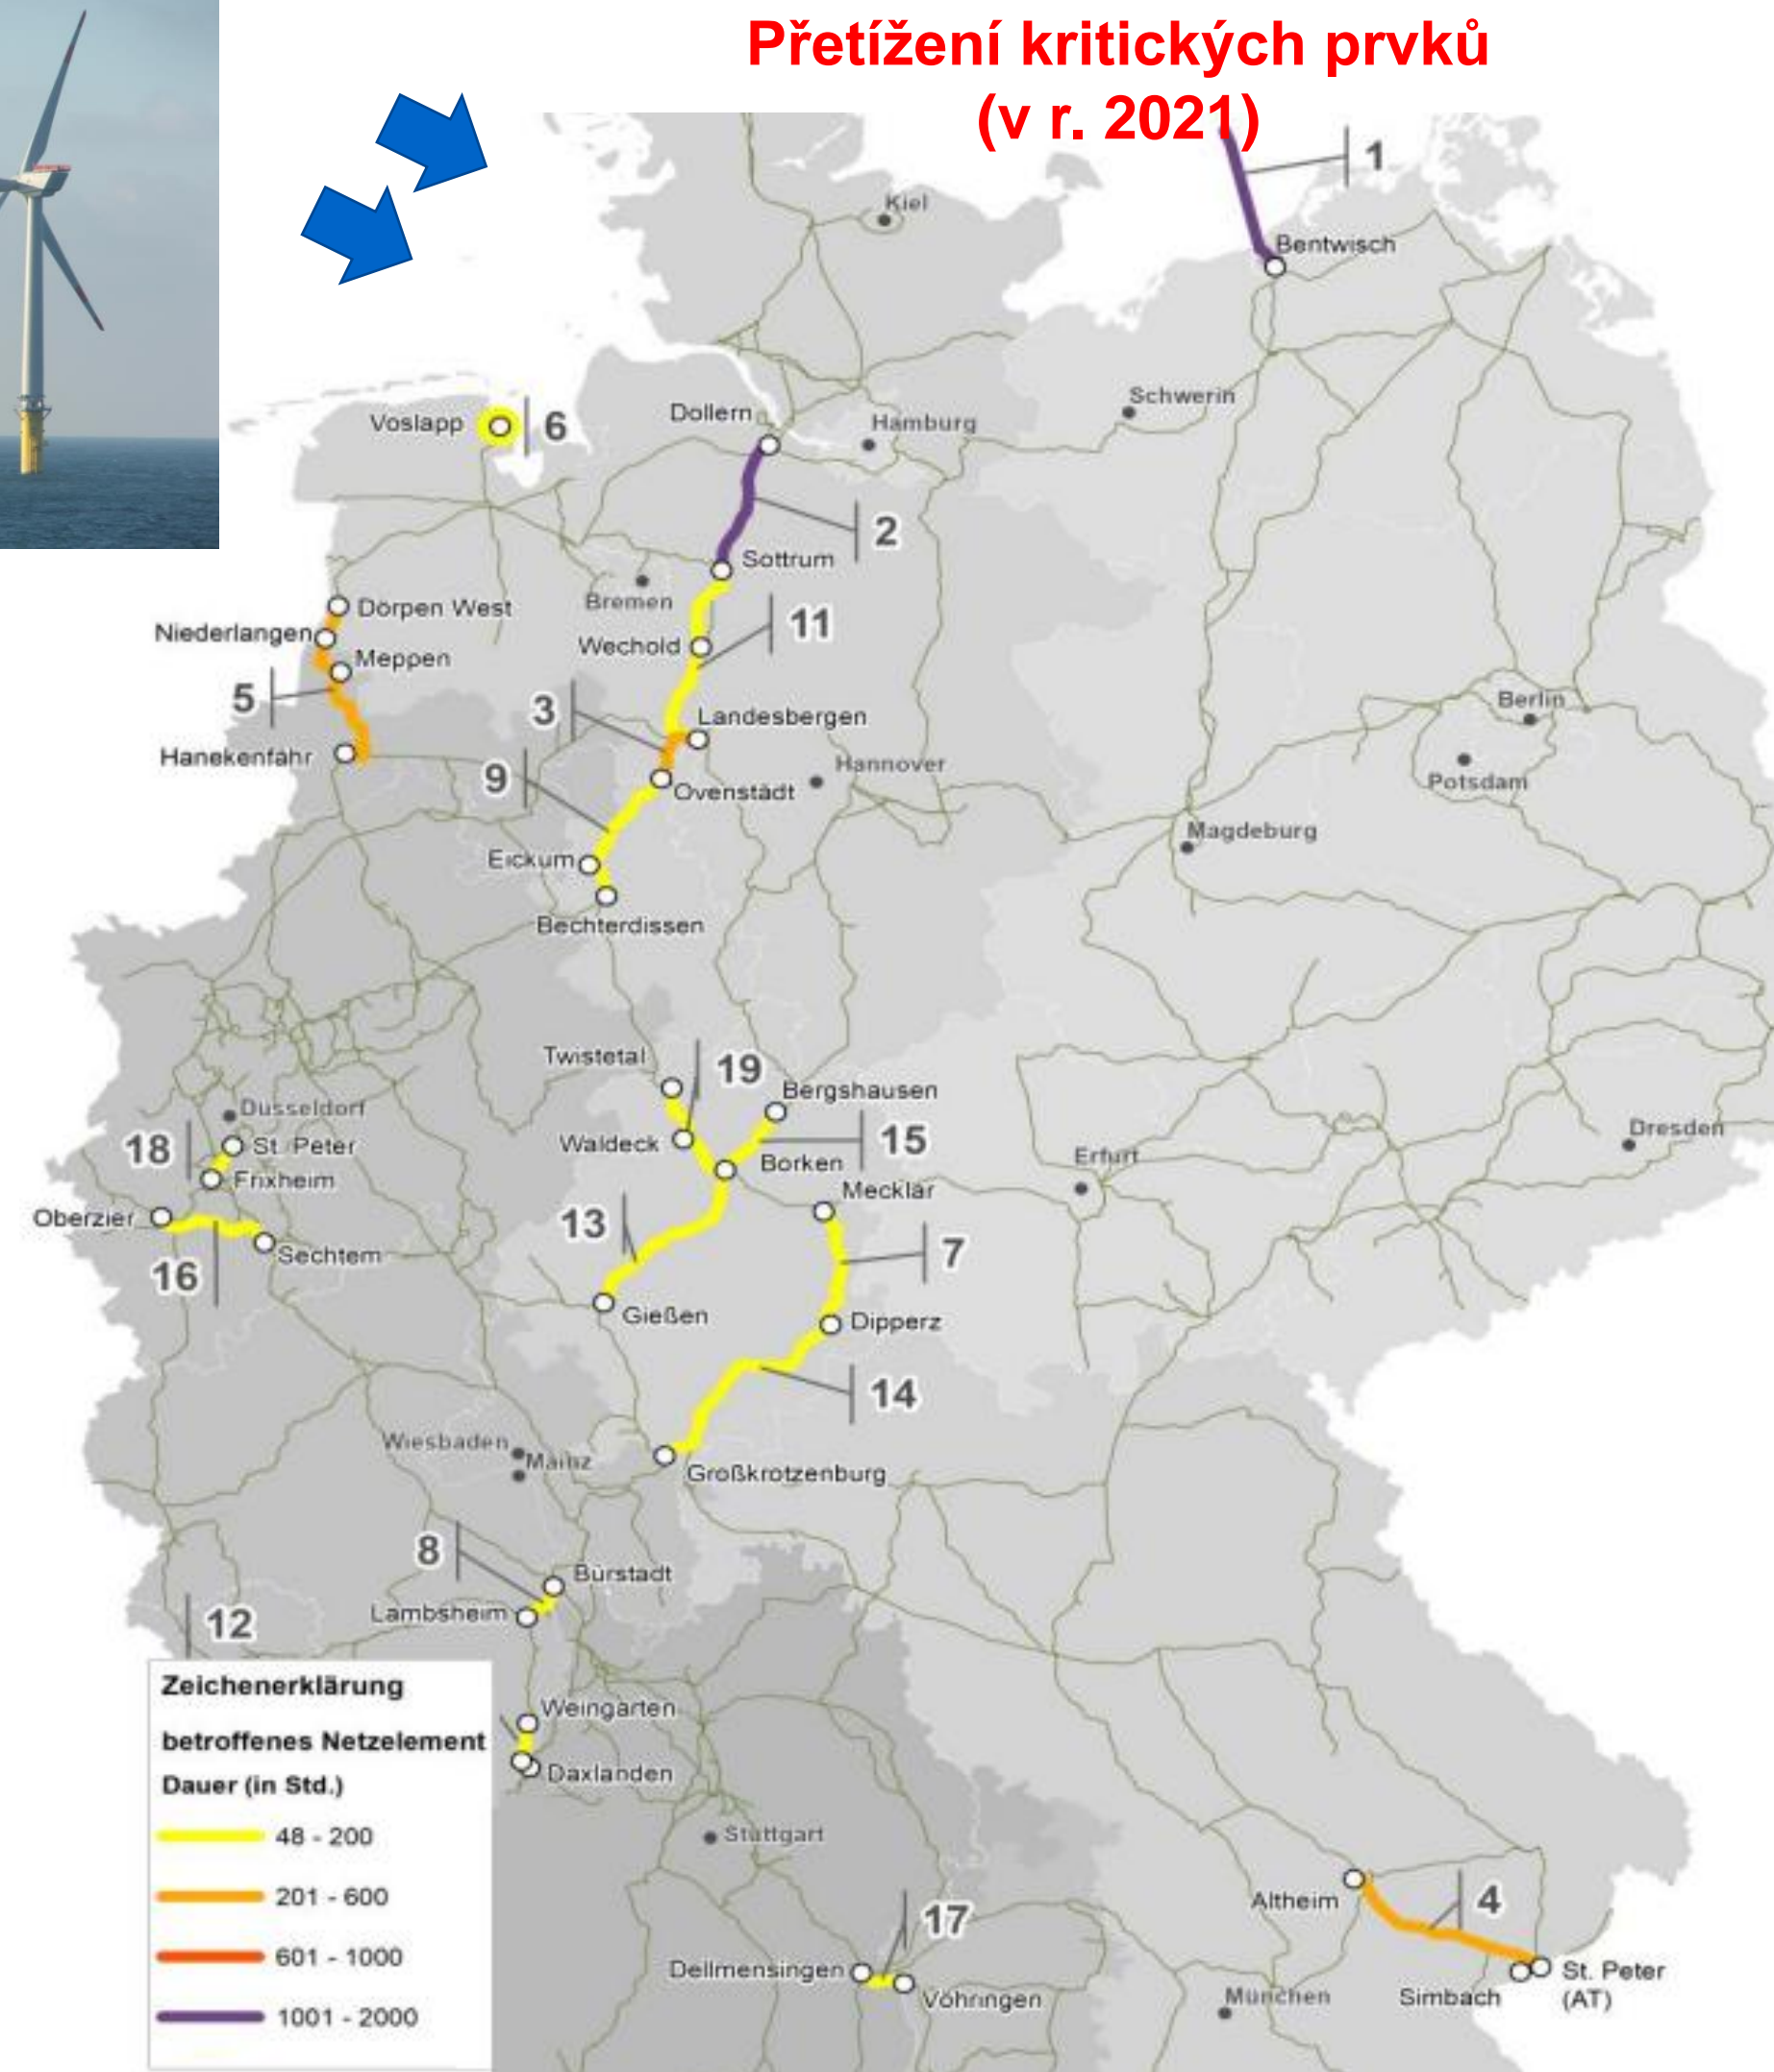 Přetížení kritických prvků
(v r. 2021)
1
Kiel
Bentwisch
Schwerin
Voslapp
6
Dollern
Hamburg
2
Sottrum
Bremen
Dörpen West
Niederlangen
11
Wechold
Meppen
5
3
Landesbergen
Berlin
Hanekenfähr
9
Hannover
Ovenstädt
Potsdam
Magdeburg
Eickum
Bechterdissen
Twistetal
19
Bergshausen
Düsseldorf
18
St. Peter
Waldeck
15
Borken
Dresden
Erfurt
Frixheim
Mecklar
Oberzier
13
7
Sechtem
16
Gießen
Dipperz
14
Wiesbaden
Mainz
Großkrotzenburg
8
Bürstadt
Lambsheim
12
Zeichenerklärung
betroffenes Netzelement
Dauer (in Std.)
48 - 200
201 - 600
601 - 1000
1001 - 2000
Weingarten
Daxlanden
Stuttgart
Altheim
4
17
Dellmensingen
Vöhringen
München
Simbach
St. Peter
(AT)